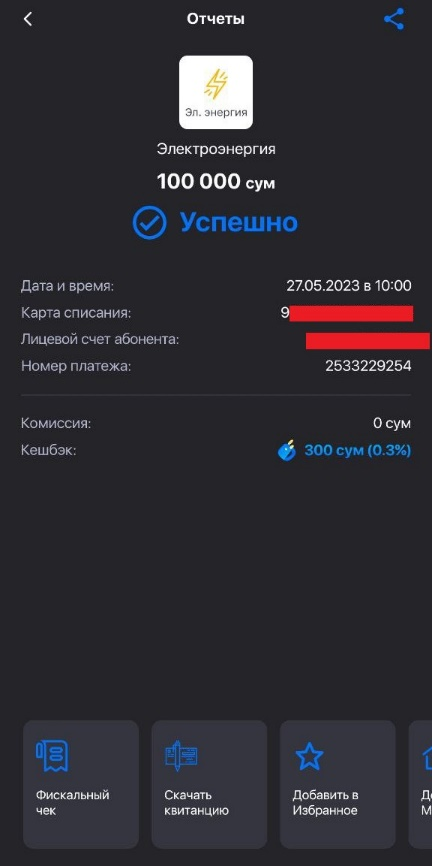 Отчеты
Эл. энергия
Электроэнергия
100 000 сум
Успешно
Дата и время: 27.05.2023 в 10:00
Карта списания: 9
Лицевой счет абонента:
Номер платежа: 2533229254
Комиссия: 0 сум
Кешбэк: 300 сум (0.3%)
Фискальный
чек
Скачать
квитанцию
Добавить в
Избранное